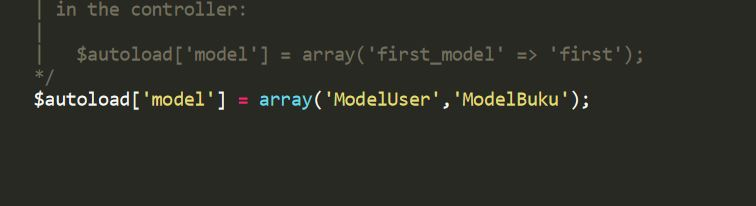 | in the controller:
|
|	$autoload['model'] = array('first_model' => 'first');
*/
$autoload['model'] = array('ModelUser','ModelBuku');